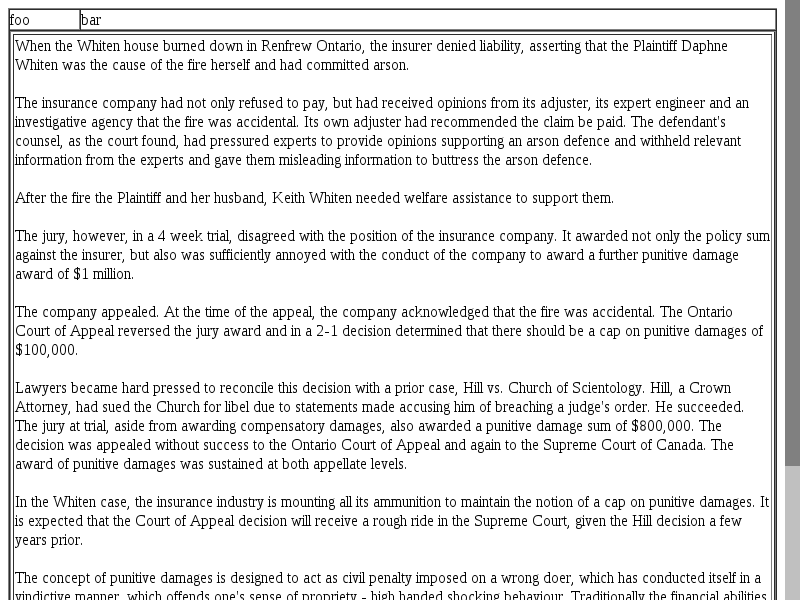 foo bar
When the Whiten house burned down in Renfrew Ontario, the insurer denied liability, asserting that the Plaintiff Daphne
Whiten was the cause of the fire herself and had committed arson.
The insurance company had not only refused to pay, but had received opinions from its adjuster, its expert engineer and an
investigative agency that the fire was accidental. Its own adjuster had recommended the claim be paid. The defendant's
counsel, as the court found, had pressured experts to provide opinions supporting an arson defence and withheld relevant
information from the experts and gave them misleading information to buttress the arson defence.
After the fire the Plaintiff and her husband, Keith Whiten needed welfare assistance to support them.
The jury, however, in a 4 week trial, disagreed with the position of the insurance company. It awarded not only the policy sum
against the insurer, but also was sufficiently annoyed with the conduct of the company to award a further punitive damage
award of $1 million.
The company appealed. At the time of the appeal, the company acknowledged that the fire was accidental. The Ontario
Court of Appeal reversed the jury award and in a 2-1 decision determined that there should be a cap on punitive damages of
$100,000.
Lawyers became hard pressed to reconcile this decision with a prior case, Hill vs. Church of Scientology. Hill, a Crown
Attorney, had sued the Church for libel due to statements made accusing him of breaching a judge's order. He succeeded.
The jury at trial, aside from awarding compensatory damages, also awarded a punitive damage sum of $800,000. The
decision was appealed without success to the Ontario Court of Appeal and again to the Supreme Court of Canada. The
award of punitive damages was sustained at both appellate levels.
In the Whiten case, the insurance industry is mounting all its ammunition to maintain the notion of a cap on punitive damages. It
is expected that the Court of Appeal decision will receive a rough ride in the Supreme Court, given the Hill decision a few
years prior.
The concept of punitive damages is designed to act as civil penalty imposed on a wrong doer, which has conducted itself in a
vindictive manner, which offends one's sense of propriety - high handed shocking behaviour. Traditionally the financial abilities